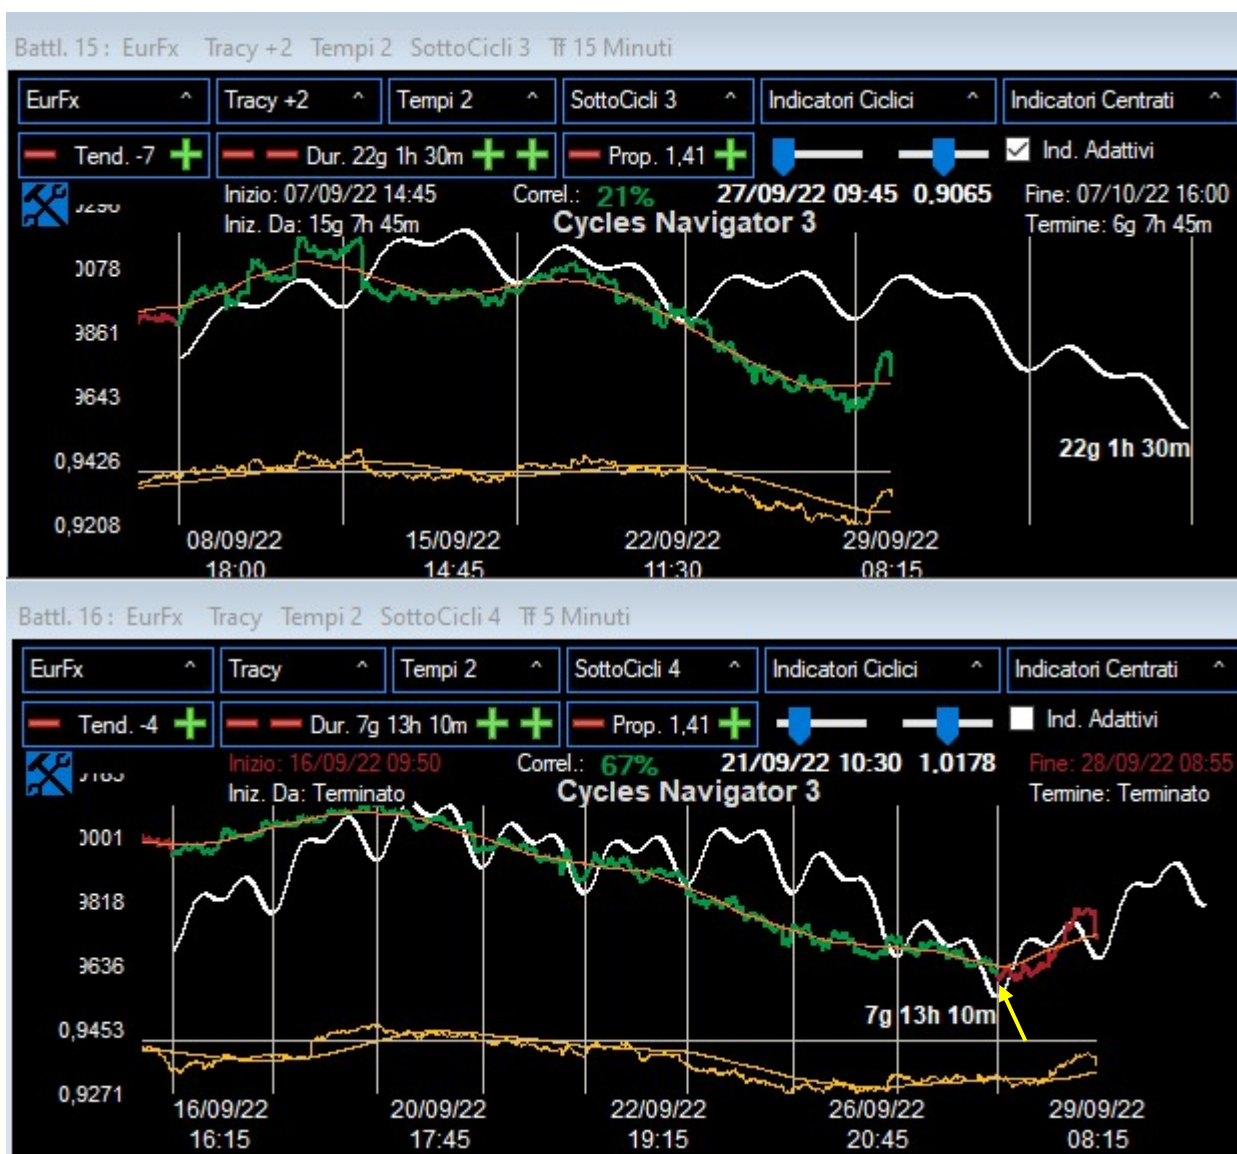 Battl. 15 : EurFx Tracy +2 Tempi 2 SottoCicli 3 Tf 15 Minuti
EurFx ^ Tracy +2 ^ Tempi 2 ^ SottoCicli 3 ^ Indicatori Ciclici ^ Indicatori Centrati ^
Tend. -7 Dur. 22g 1h 30m Prop. 1,41 Ind. Adattivi
Inizio: 07/09/22 14:45 Correl.: 21% 27/09/22 09:45 0,9065 Fine: 07/10/22 16:00
Iniz. Da: 15g 7h 45m Cycles Navigator 3 Termine: 6g 7h 45m
0078
9861
9643
22g 1h 30m
0,9426
0,9208
08/09/22 15/09/22 22/09/22 29/09/22
18:00 14:45 11:30 08:15
Battl. 16 : EurFx Tracy Tempi 2 SottoCicli 4 Tf 5 Minuti
EurFx ^ Tracy ^ Tempi 2 ^ SottoCicli 4 ^ Indicatori Ciclici ^ Indicatori Centrati ^
Tend. -4 Dur. 7g 13h 10m Prop. 1,41 Ind. Adattivi
Inizio: 16/09/22 09:50 Correl.: 67% 21/09/22 10:30 1,0178 Fine: 28/09/22 08:55
Iniz. Da: Terminato Cycles Navigator 3 Termine: Terminato
0001
9818
9636
7g 13h 10m
0,9453
0,9271
16/09/22 20/09/22 22/09/22 26/09/22 29/09/22
16:15 17:45 19:15 20:45 08:15